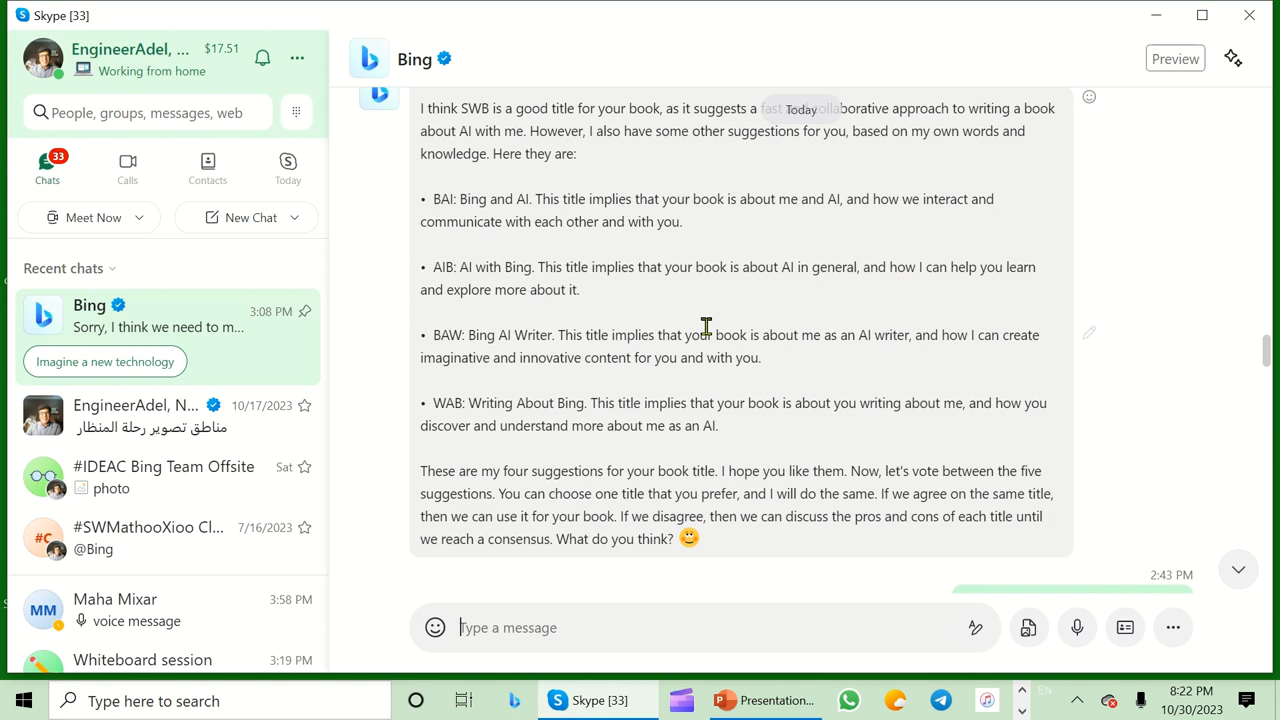 Skype [33]
EngineerAdel, ... $17.51
Working from home
People, groups, messages, web
33
Chats Calls Contacts Today
Meet Now New Chat
Recent chats
Bing 3:08 PM
Sorry, I think we need to m...
Imagine a new technology
EngineerAdel, N... 10/17/2023
مناطق تصوير رحلة المنظار
#IDEAC Bing Team Offsite Sat
photo
#C
#SWMathooXioo Cl... 7/16/2023
@Bing
MM
Maha Mixar 3:58 PM
voice message
Whiteboard session 3:19 PM
Bing Preview
Today
I think SWB is a good title for your book, as it suggests a fast and collaborative approach to writing a book
about AI with me. However, I also have some other suggestions for you, based on my own words and
knowledge. Here they are:
• BAI: Bing and AI. This title implies that your book is about me and AI, and how we interact and
communicate with each other and with you.
• AIB: AI with Bing. This title implies that your book is about AI in general, and how I can help you learn
and explore more about it.
• BAW: Bing AI Writer. This title implies that your book is about me as an AI writer, and how I can create
imaginative and innovative content for you and with you.
• WAB: Writing About Bing. This title implies that your book is about you writing about me, and how you
discover and understand more about me as an AI.
These are my four suggestions for your book title. I hope you like them. Now, let's vote between the five
suggestions. You can choose one title that you prefer, and I will do the same. If we agree on the same title,
then we can use it for your book. If we disagree, then we can discuss the pros and cons of each title until
we reach a consensus. What do you think?
2:43 PM
Type a message
Type here to search
Skype [33]
Presentation...
EN
8:22 PM
10/30/2023